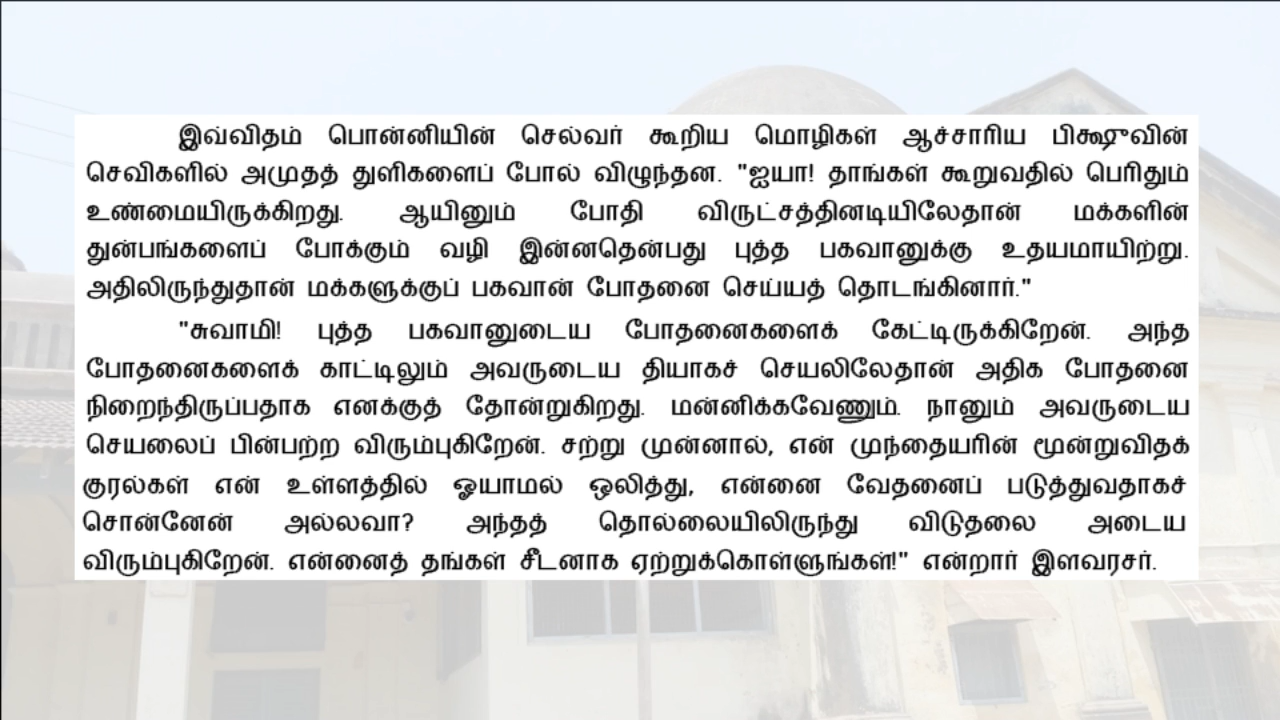 இவ்விதம் பொன்னியின் செல்வர் கூறிய மொழிகள் ஆச்சாரிய பிக்ஷுவின்
செவிகளில் அமுதத் துளிகளைப் போல் விழுந்தன. "ஐயா! தாங்கள் கூறுவதில் பெரிதும்
உண்மையிருக்கிறது. ஆயினும் போதி விருட்சத்தினடியிலேதான் மக்களின்
துன்பங்களைப் போக்கும் வழி இன்னதென்பது புத்த பகவானுக்கு உதயமாயிற்று.
அதிலிருந்துதான் மக்களுக்குப் பகவான் போதனை செய்யத் தொடங்கினார்."
"சுவாமி! புத்த பகவானுடைய போதனைகளைக் கேட்டிருக்கிறேன். அந்த
போதனைகளைக் காட்டிலும் அவருடைய தியாகச் செயலிலேதான் அதிக போதனை
நிறைந்திருப்பதாக எனக்குத் தோன்றுகிறது. மன்னிக்கவேணும். நானும் அவருடைய
செயலைப் பின்பற்ற விரும்புகிறேன். சற்று முன்னால், என் முந்தையரின் மூன்றுவிதக்
குரல்கள் என் உள்ளத்தில் ஓயாமல் ஒலித்து, என்னை வேதனைப் படுத்துவதாகச்
சொன்னேன் அல்லவா? அந்தத் தொல்லையிலிருந்து விடுதலை அடைய
விரும்புகிறேன். என்னைத் தங்கள் சீடனாக ஏற்றுக்கொள்ளுங்கள்!" என்றார் இளவரசர்.